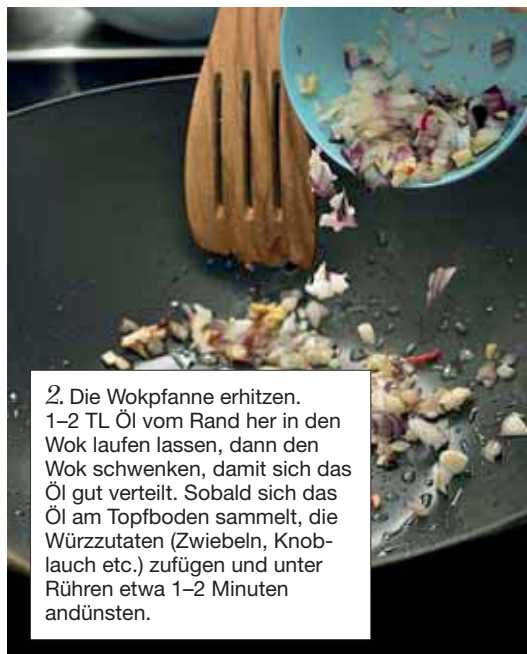 2. Die Wokpfanne erhitzen.
1–2 TL Öl vom Rand her in den
Wok laufen lassen, dann den
Wok schwenken, damit sich das
Öl gut verteilt. Sobald sich das
Öl am Topfboden sammelt, die
Würzzutaten (Zwiebeln, Knob-
lauch etc.) zufügen und unter
Rühren etwa 1–2 Minuten
andünsten.